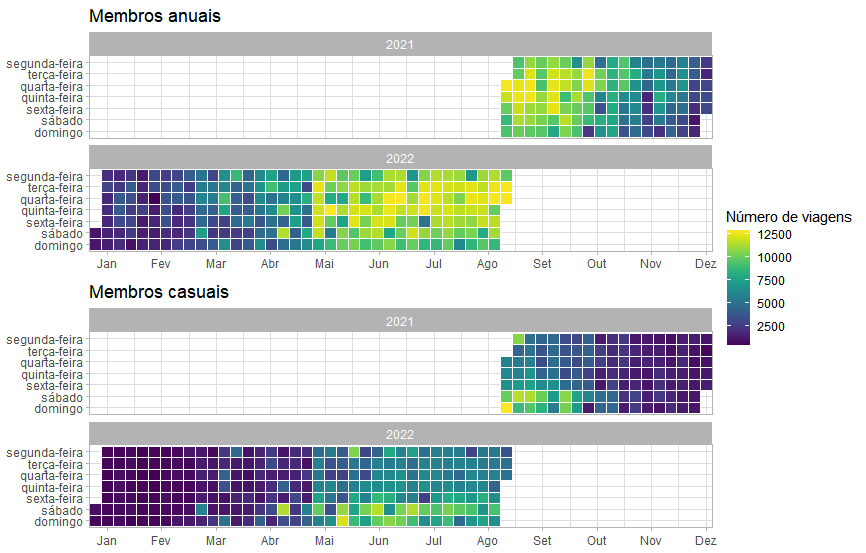 Membros anuais
2021
segunda-feira
terça-feira
quarta-feira
quinta-feira
sexta-feira
sábado
domingo
2022
segunda-feira
terça-feira
quarta-feira
quinta-feira
sexta-feira
sábado
domingo
Jan Fev Mar Abr Mai Jun Jul Ago Set Out Nov Dez
Membros casuais
2021
segunda-feira
terça-feira
quarta-feira
quinta-feira
sexta-feira
sábado
domingo
2022
segunda-feira
terça-feira
quarta-feira
quinta-feira
sexta-feira
sábado
domingo
Jan Fev Mar Abr Mai Jun Jul Ago Set Out Nov Dez
Número de viagens
12500
10000
7500
5000
2500